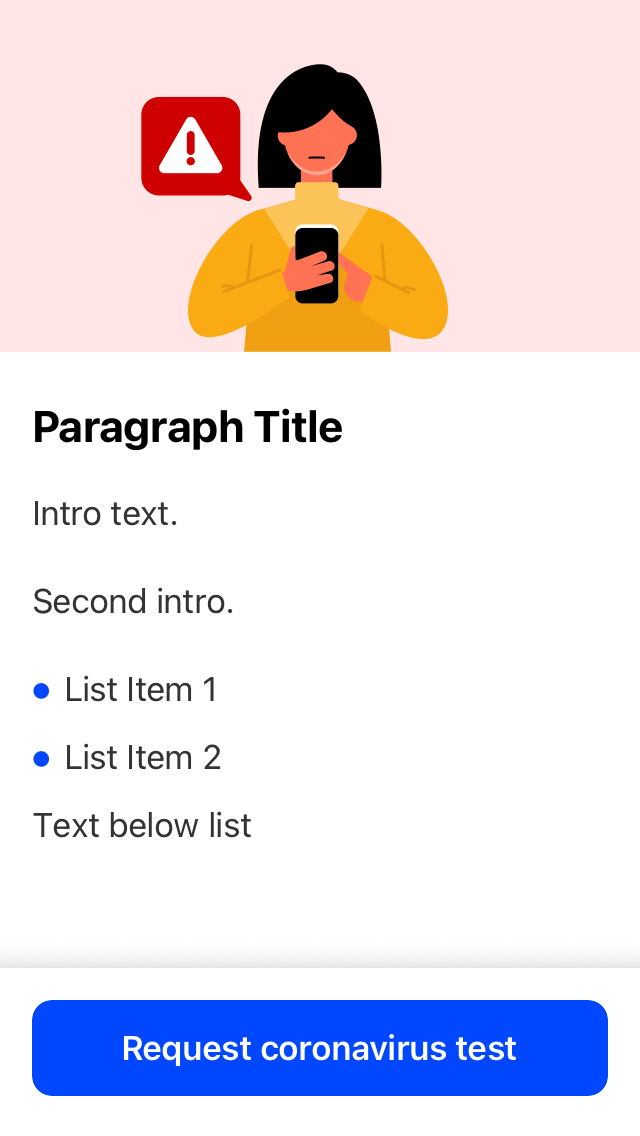 Paragraph Title
Intro text.
Second intro.
List Item 1
List Item 2
Text below list
Request coronavirus test